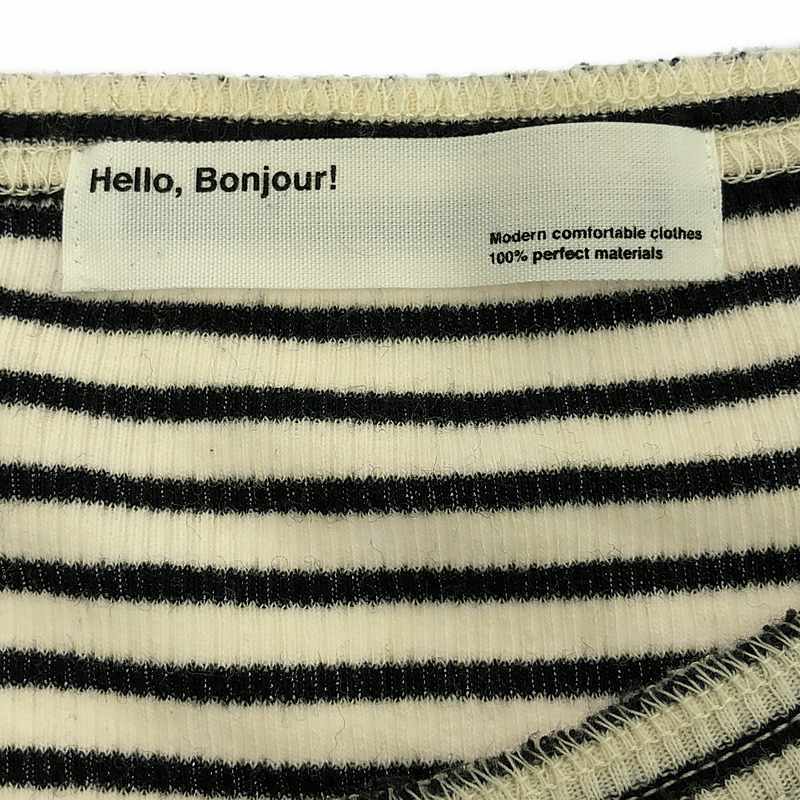 Hello, Bonjour!
Modern comfortable clothes
100% perfect materials